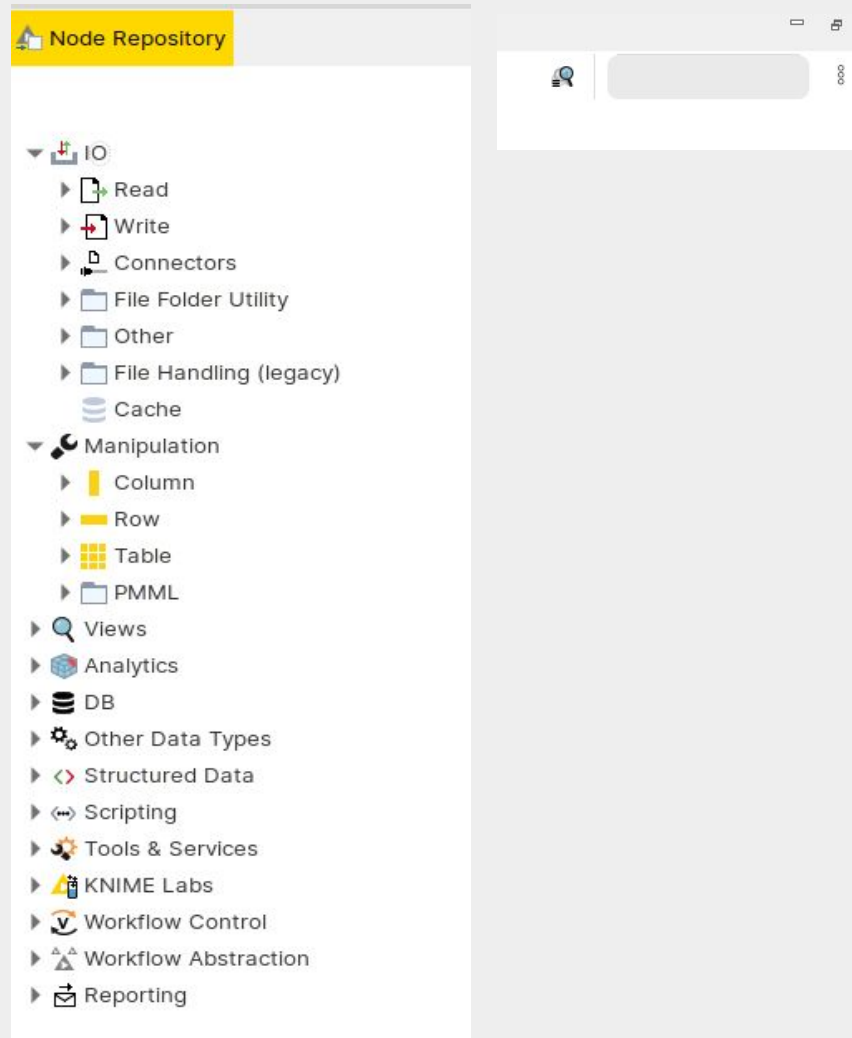 Node Repository
IO
Read
Write
Connectors
File Folder Utility
Other
File Handling (legacy)
Cache
Manipulation
Column
Row
Table
PMML
Views
Analytics
DB
Other Data Types
Structured Data
Scripting
Tools & Services
KNIME Labs
Workflow Control
Workflow Abstraction
Reporting